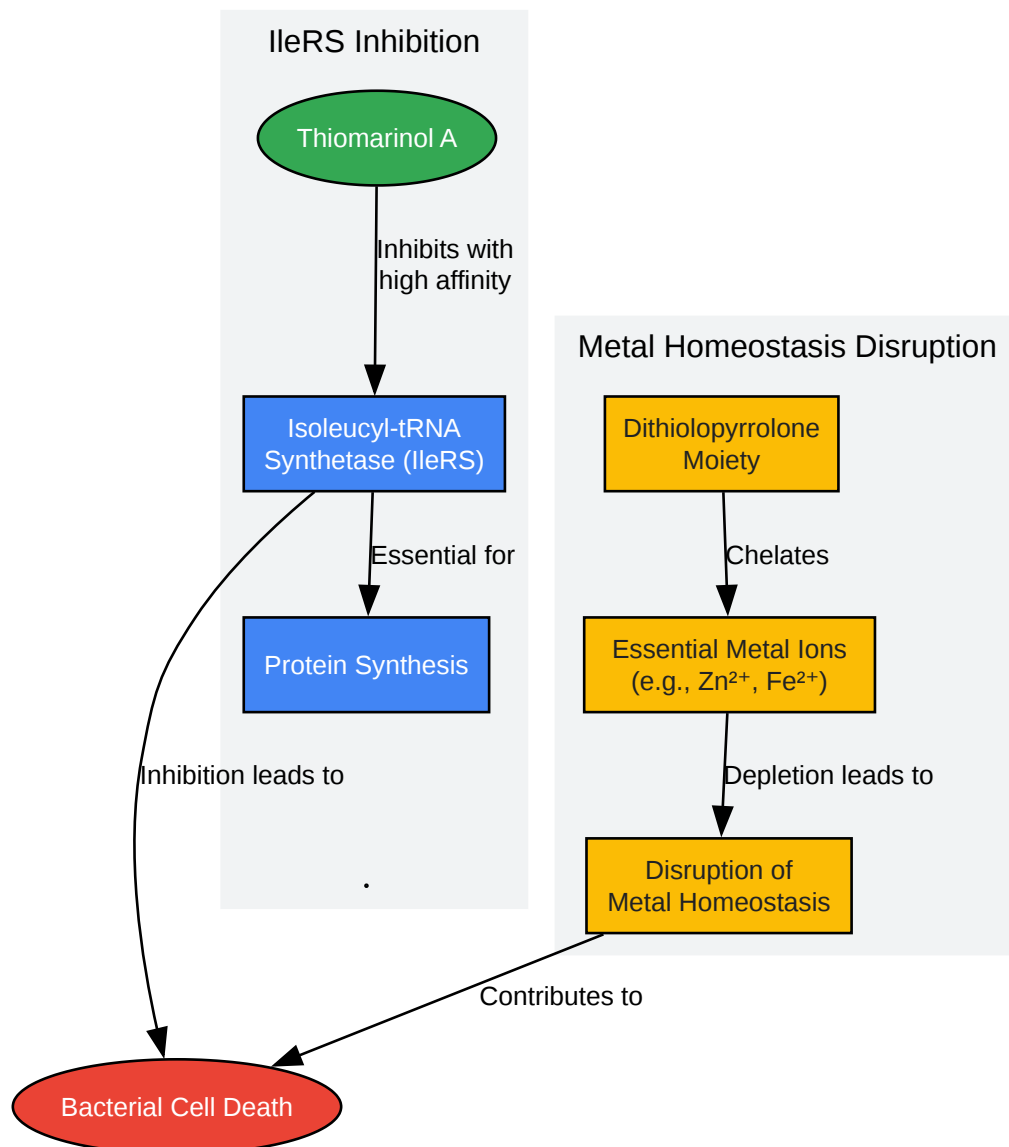 IleRS Inhibition
Thiomarinol A
Inhibits with
high affinity
Metal Homeostasis Disruption
Isoleucyl-tRNA
Synthetase (IleRS)
Dithiolopyrrolone
Moiety
Essential for
Chelates
Protein Synthesis
Essential Metal Ions
(e.g., Zn²⁺, Fe²⁺)
Inhibition leads to
Depletion leads to
Disruption of
Metal Homeostasis
Contributes to
Bacterial Cell Death